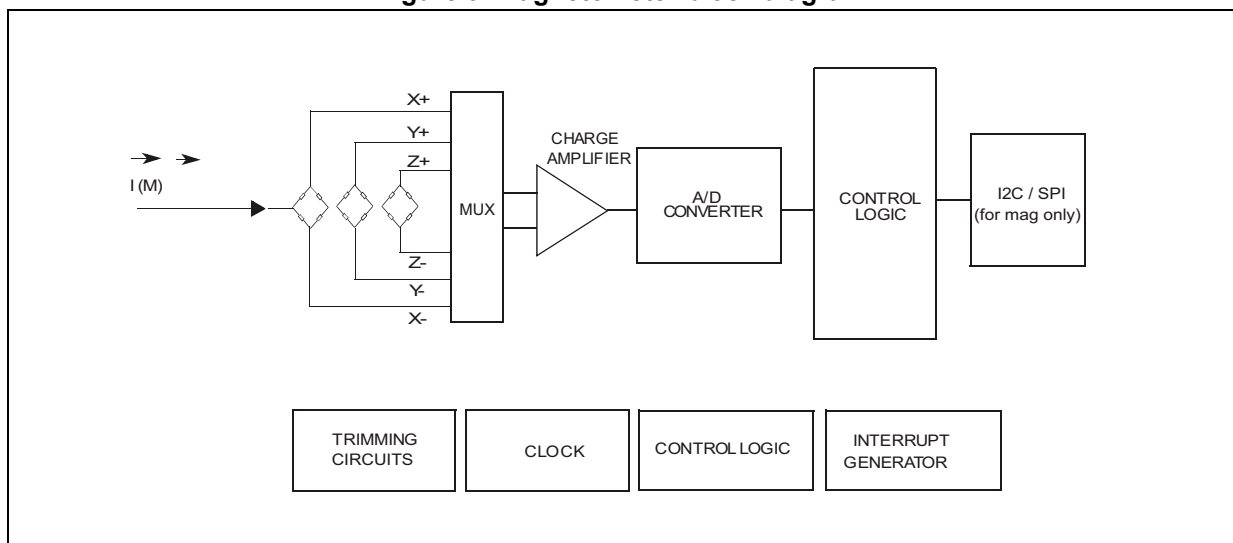 X+
Y+
Z+
I (M)
MUX
Z-
Y-
X-
CHARGE
AMPLIFIER
A/D
CONVERTER
CONTROL
LOGIC
I2C / SPI
(for mag only)
TRIMMING
CIRCUITS
CLOCK
CONTROL LOGIC
INTERRUPT
GENERATOR